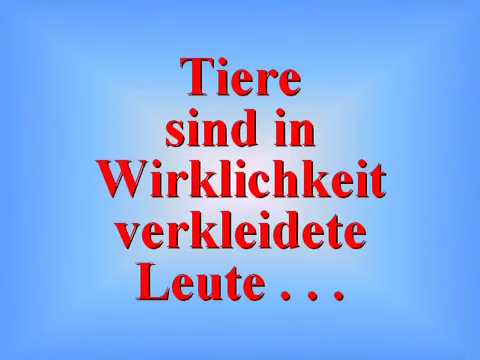 Tiere
sind in
Wirklichkeit
verkleidete
Leute . . .